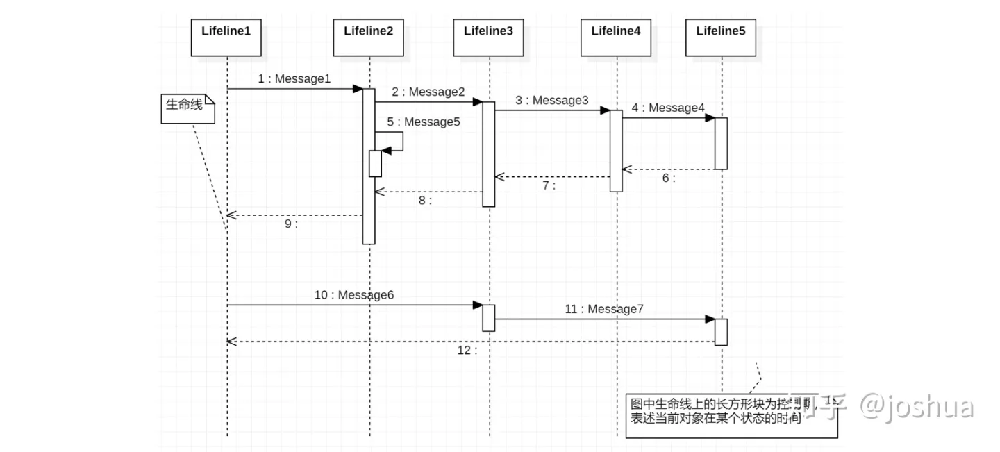 Lifeline1
Lifeline2
Lifeline3
Lifeline4
Lifeline5
1 : Message1
2 : Message2
3 : Message3
4 : Message4
生命线
5 : Message5
6 :
7 :
8 :
9 :
10 : Message6
11 : Message7
12 :
图中生命线上的长方形块为控制期，
表述当前对象在某个状态的时间
知乎 @joshua